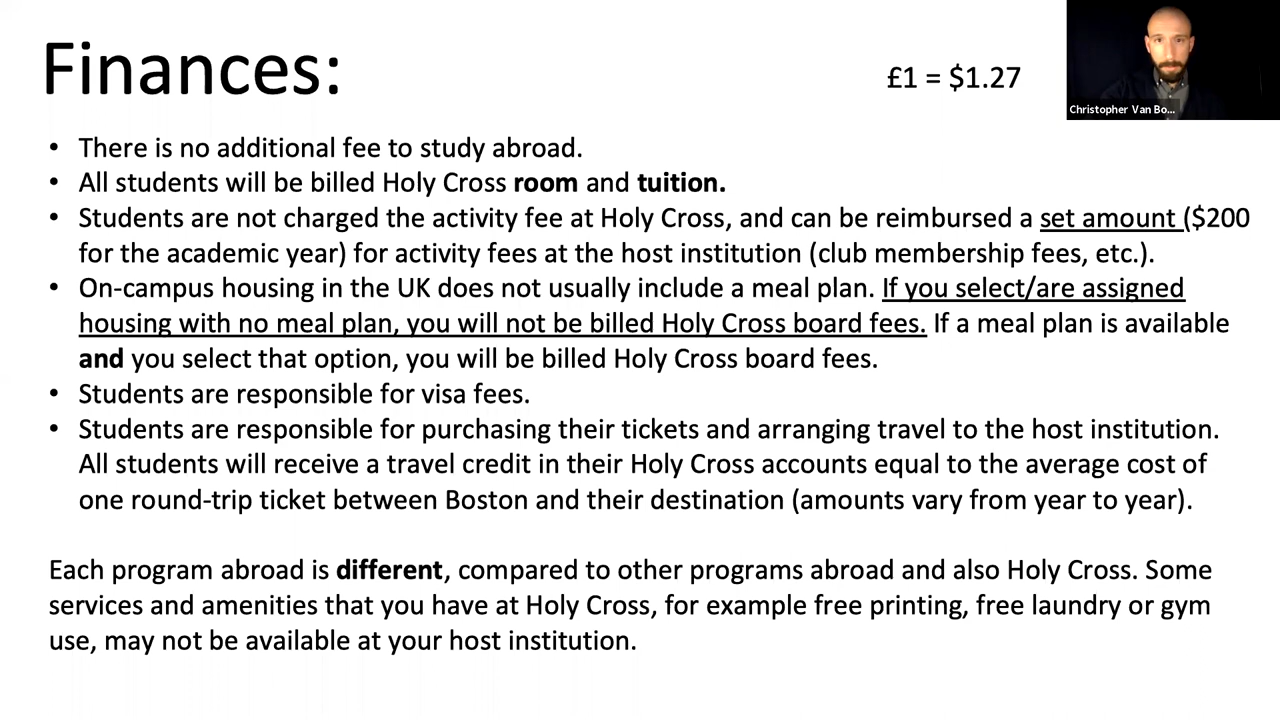 Finances:
£1 = $1.27
Christopher Van Bo...
• There is no additional fee to study abroad.
• All students will be billed Holy Cross room and tuition.
• Students are not charged the activity fee at Holy Cross, and can be reimbursed a set amount ($200
for the academic year) for activity fees at the host institution (club membership fees, etc.).
• On-campus housing in the UK does not usually include a meal plan. If you select/are assigned
housing with no meal plan, you will not be billed Holy Cross board fees. If a meal plan is available
and you select that option, you will be billed Holy Cross board fees.
• Students are responsible for visa fees.
• Students are responsible for purchasing their tickets and arranging travel to the host institution.
All students will receive a travel credit in their Holy Cross accounts equal to the average cost of
one round-trip ticket between Boston and their destination (amounts vary from year to year).
Each program abroad is different, compared to other programs abroad and also Holy Cross. Some
services and amenities that you have at Holy Cross, for example free printing, free laundry or gym
use, may not be available at your host institution.